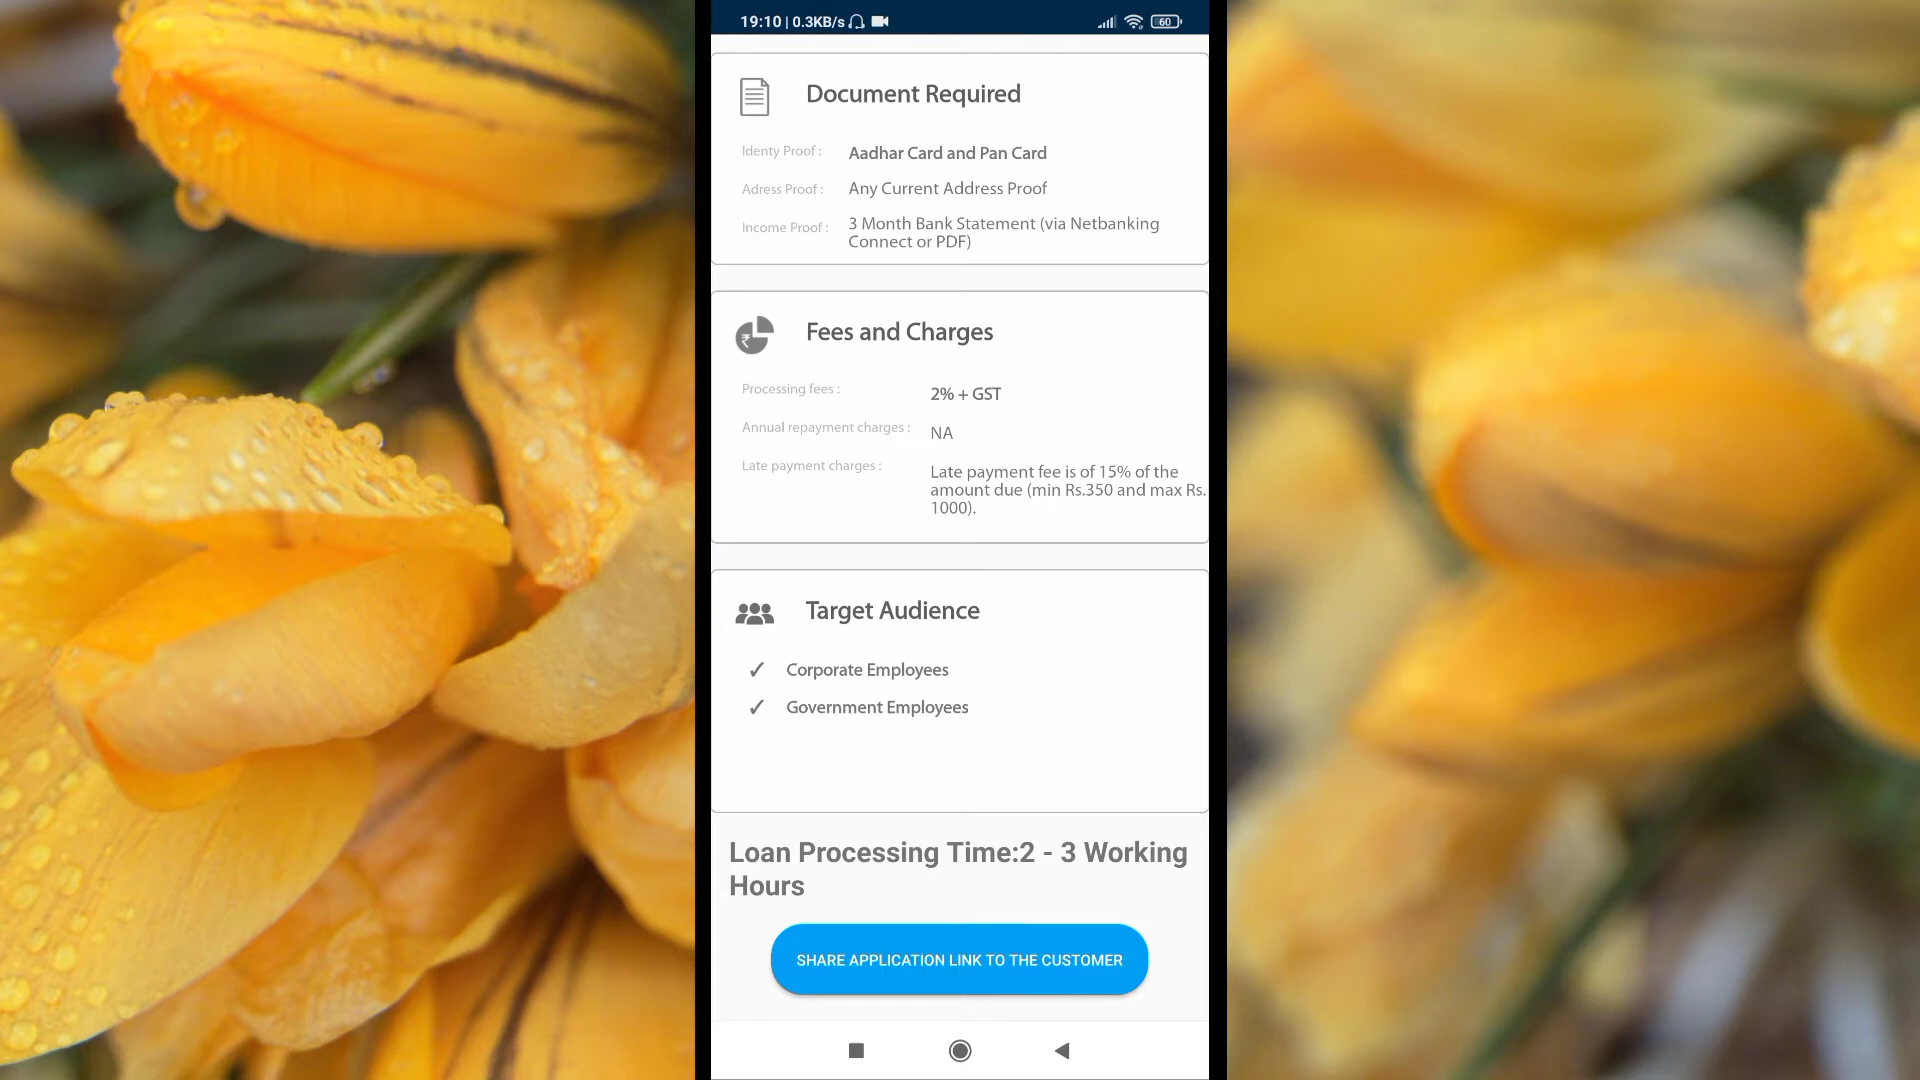 19:10 | 0.3KB/s
60
Document Required
Identy Proof :
Aadhar Card and Pan Card
Adress Proof :
Any Current Address Proof
Income Proof :
3 Month Bank Statement (via Netbanking
Connect or PDF)
Fees and Charges
Processing fees :
2% + GST
Annual repayment charges :
NA
Late payment charges :
Late payment fee is of 15% of the
amount due (min Rs.350 and max Rs.
1000).
Target Audience
✓ Corporate Employees
✓ Government Employees
Loan Processing Time:2 - 3 Working
Hours
SHARE APPLICATION LINK TO THE CUSTOMER